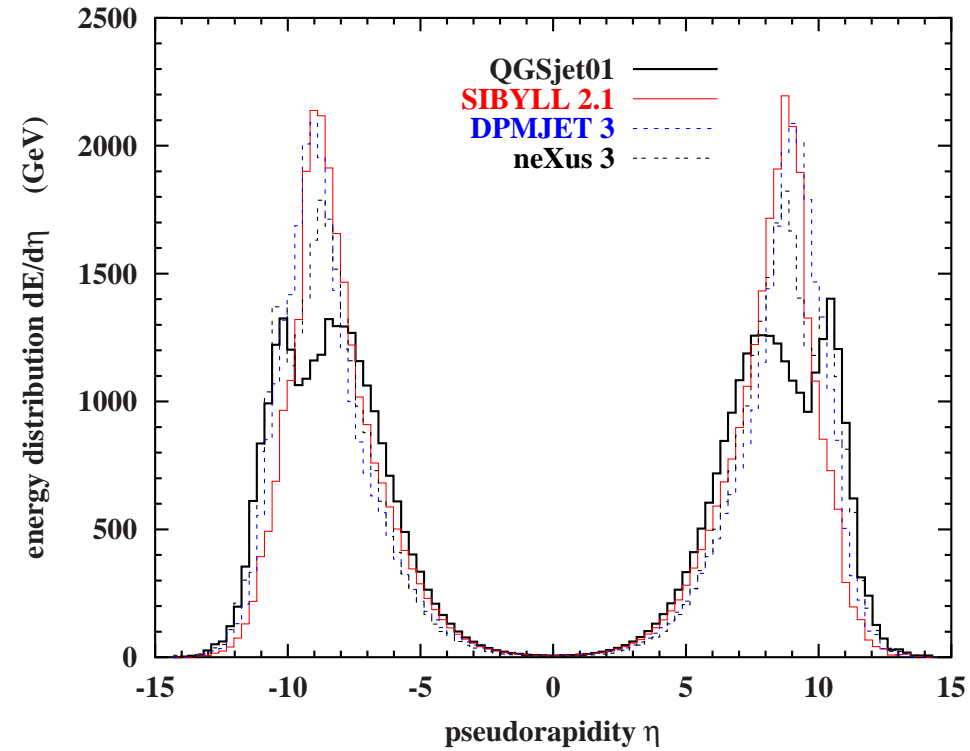 2500
2000
1500
1000
500
0
energy distribution dE/dη (GeV)
QGSjet01
SIBYLL 2.1
DPMJET 3
neXus 3
-15 -10 -5 0 5 10 15
pseudorapidity η